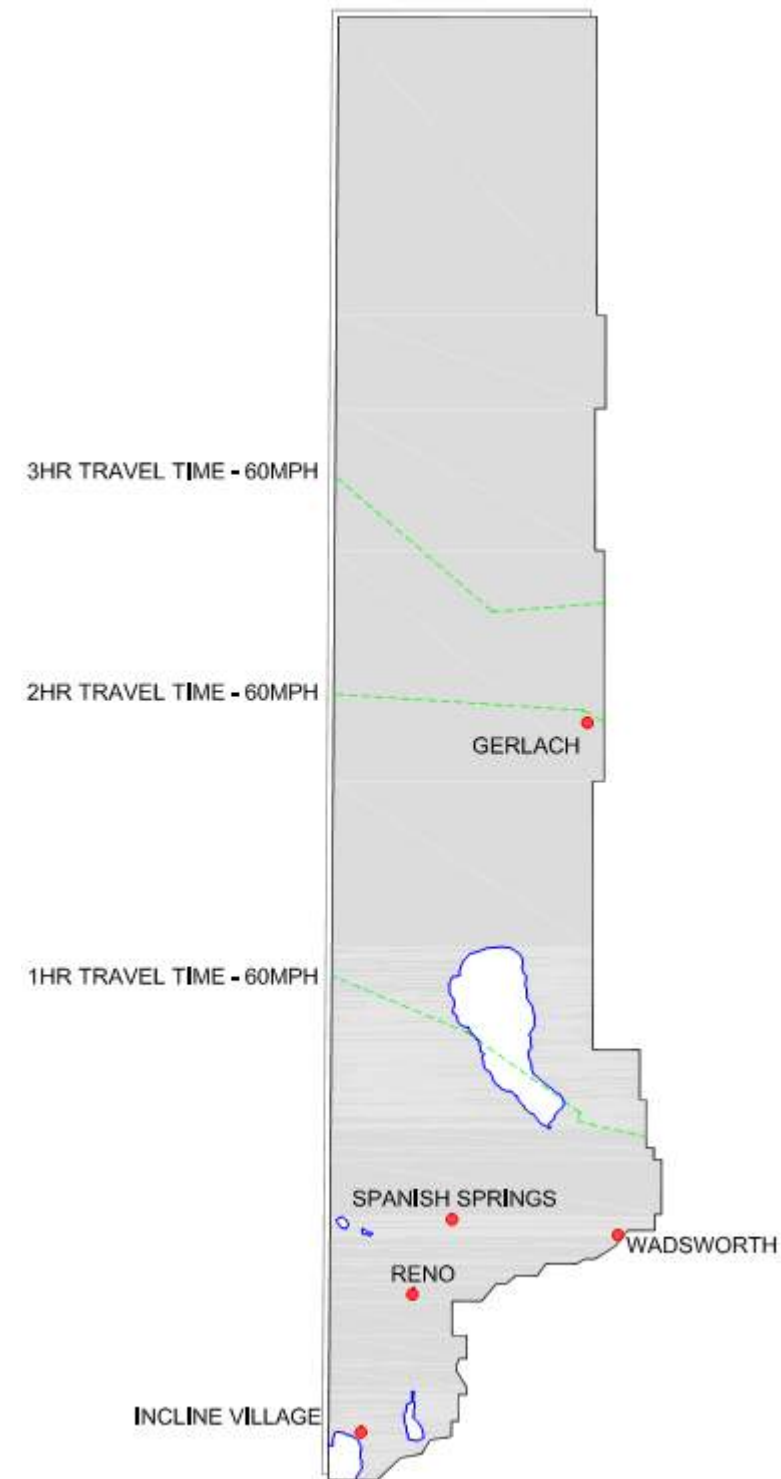 3HR TRAVEL TIME - 60MPH
2HR TRAVEL TIME - 60MPH
GERLACH
1HR TRAVEL TIME - 60MPH
SPANISH SPRINGS
WADSWORTH
RENO
INCLINE VILLAGE